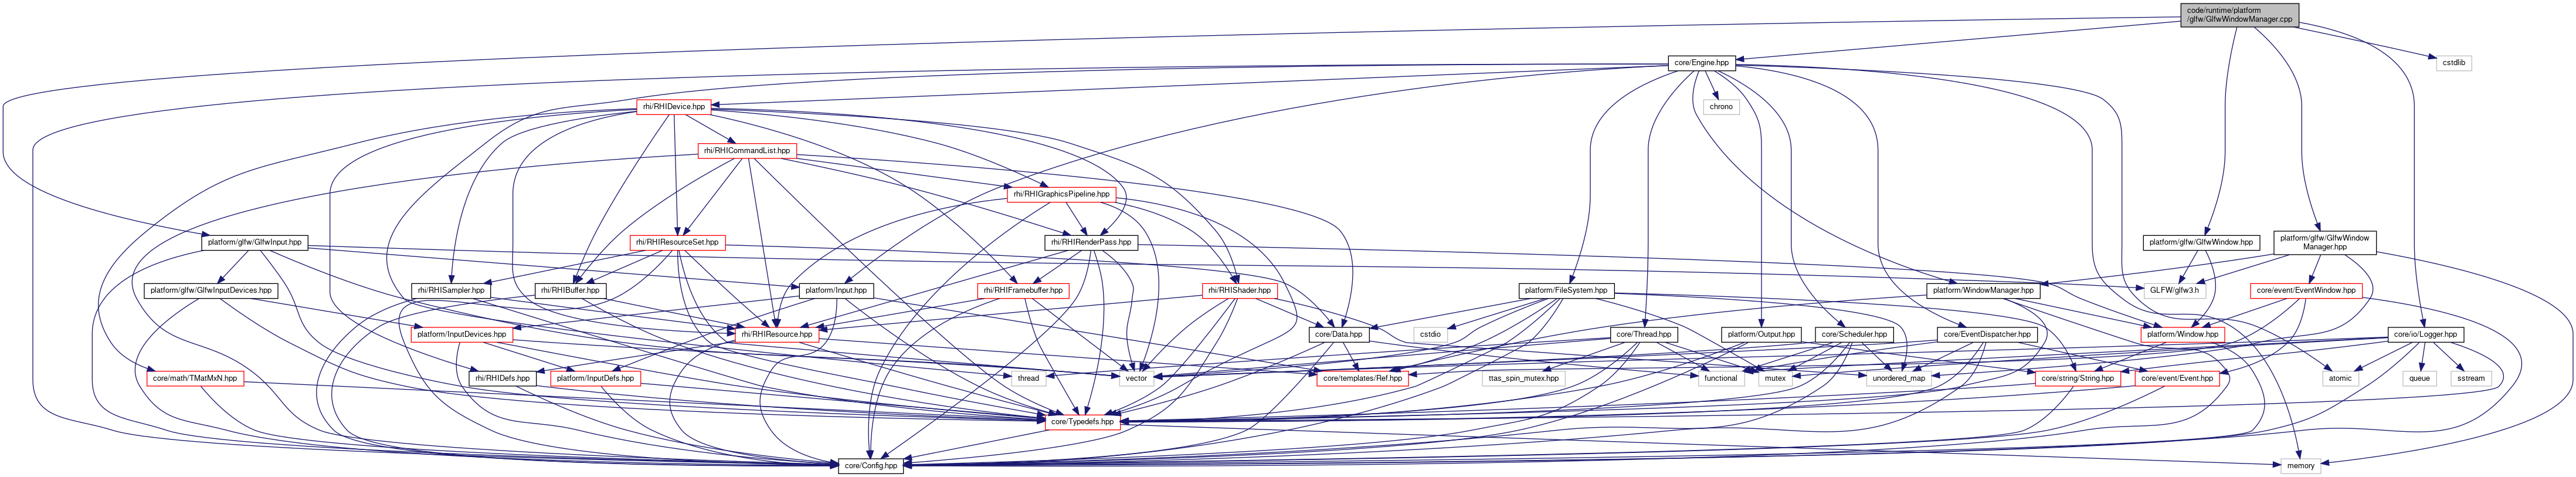 code/runtime/platform
/glfw/GlfwWindowManager.cpp
core/Engine.hpp
cstdlib
rhi/RHIDevice.hpp
chrono
rhi/RHICommandList.hpp
rhi/RHIGraphicsPipeline.hpp
platform/glfw/GlfwInput.hpp
rhi/RHIResourceSet.hpp
rhi/RHIRenderPass.hpp
platform/glfw/GlfwWindow.hpp
platform/glfw/GlfwWindow
Manager.hpp
platform/glfw/GlfwInputDevices.hpp
rhi/RHISampler.hpp
rhi/RHIBuffer.hpp
platform/Input.hpp
rhi/RHIFramebuffer.hpp
rhi/RHIShader.hpp
platform/FileSystem.hpp
platform/WindowManager.hpp
GLFW/glfw3.h
core/event/EventWindow.hpp
platform/InputDevices.hpp
rhi/RHIResource.hpp
core/Data.hpp
cstdio
core/Thread.hpp
platform/Output.hpp
core/Scheduler.hpp
core/EventDispatcher.hpp
platform/Window.hpp
core/io/Logger.hpp
core/math/TMatMxN.hpp
rhi/RHIDefs.hpp
platform/InputDefs.hpp
thread
vector
core/templates/Ref.hpp
ttas_spin_mutex.hpp
functional
mutex
unordered_map
core/string/String.hpp
core/event/Event.hpp
atomic
queue
sstream
core/Typedefs.hpp
core/Config.hpp
memory